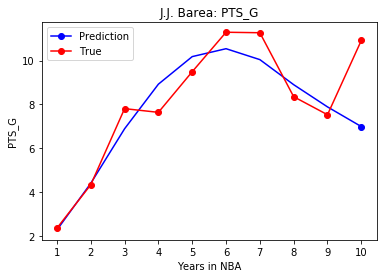 J.J. Barea: PTS_G
Prediction
True
PTS_G
10
8
6
4
2
1 2 3 4 5 6 7 8 9 10
Years in NBA